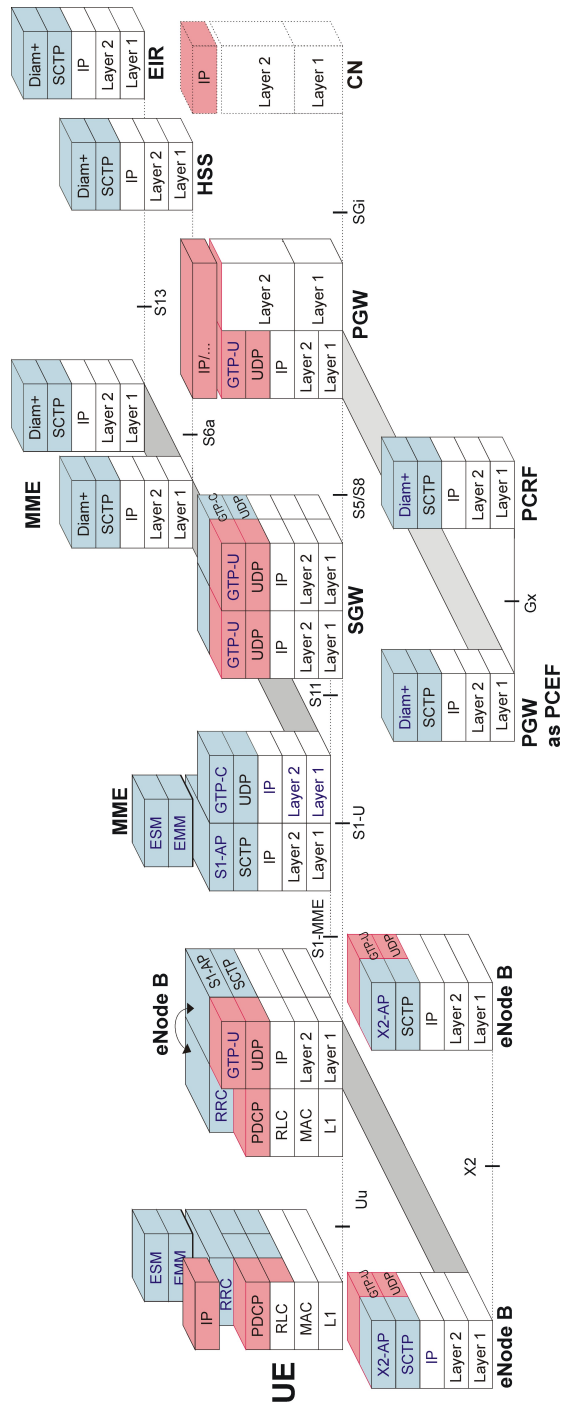 UE
ESM
EMM
IP
RRC
PDCP
RLC
MAC
L1
Uu
eNode B
RRC
S1-AP
SCTP
GTP-U
UDP
IP
Layer 2
Layer 1
PDCP
RLC
MAC
L1
S1-MME
MME
ESM
EMM
S1-AP
SCTP
IP
Layer 2
Layer 1
GTP-C
UDP
IP
Layer 2
Layer 1
S1-U
S11
SGW
GTP-U
UDP
IP
Layer 2
Layer 1
GTP-U
UDP
IP
Layer 2
Layer 1
GTP-C
UDP
S5/S8
MME
Diam+
SCTP
IP
Layer 2
Layer 1
Diam+
SCTP
IP
Layer 2
Layer 1
S6a
S13
PGW
IP/...
GTP-U
UDP
IP
Layer 2
Layer 1
Layer 2
Layer 1
SGi
HSS
Diam+
SCTP
IP
Layer 2
Layer 1
EIR
Diam+
SCTP
IP
Layer 2
Layer 1
CN
IP
Layer 2
Layer 1
eNode B
X2-AP
SCTP
IP
Layer 2
Layer 1
GTP-U
UDP
X2
eNode B
X2-AP
SCTP
IP
Layer 2
Layer 1
GTP-U
UDP
PGW
as PCEF
Diam+
SCTP
IP
Layer 2
Layer 1
Gx
PCRF
Diam+
SCTP
IP
Layer 2
Layer 1